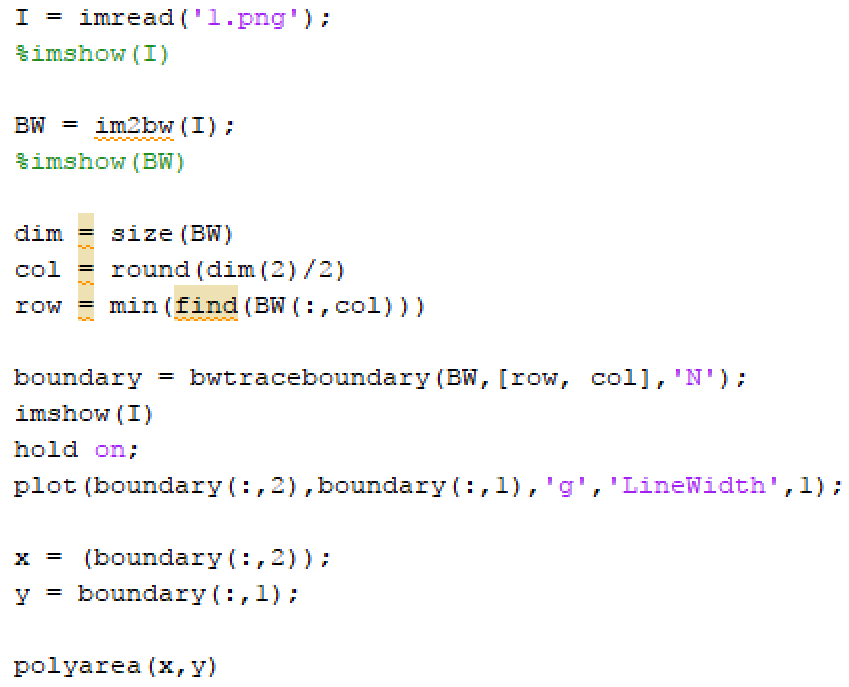 I = imread('1.png');
%imshow(I)
BW = im2bw(I);
%imshow(BW)
dim = size(BW)
col = round(dim(2)/2)
row = min(find(BW(:,col)))
boundary = bwtraceboundary(BW,[row, col],'N');
imshow(I)
hold on;
plot(boundary(:,2),boundary(:,1),'g','LineWidth',1);
x = (boundary(:,2));
y = boundary(:,1);
polyarea(x,y)